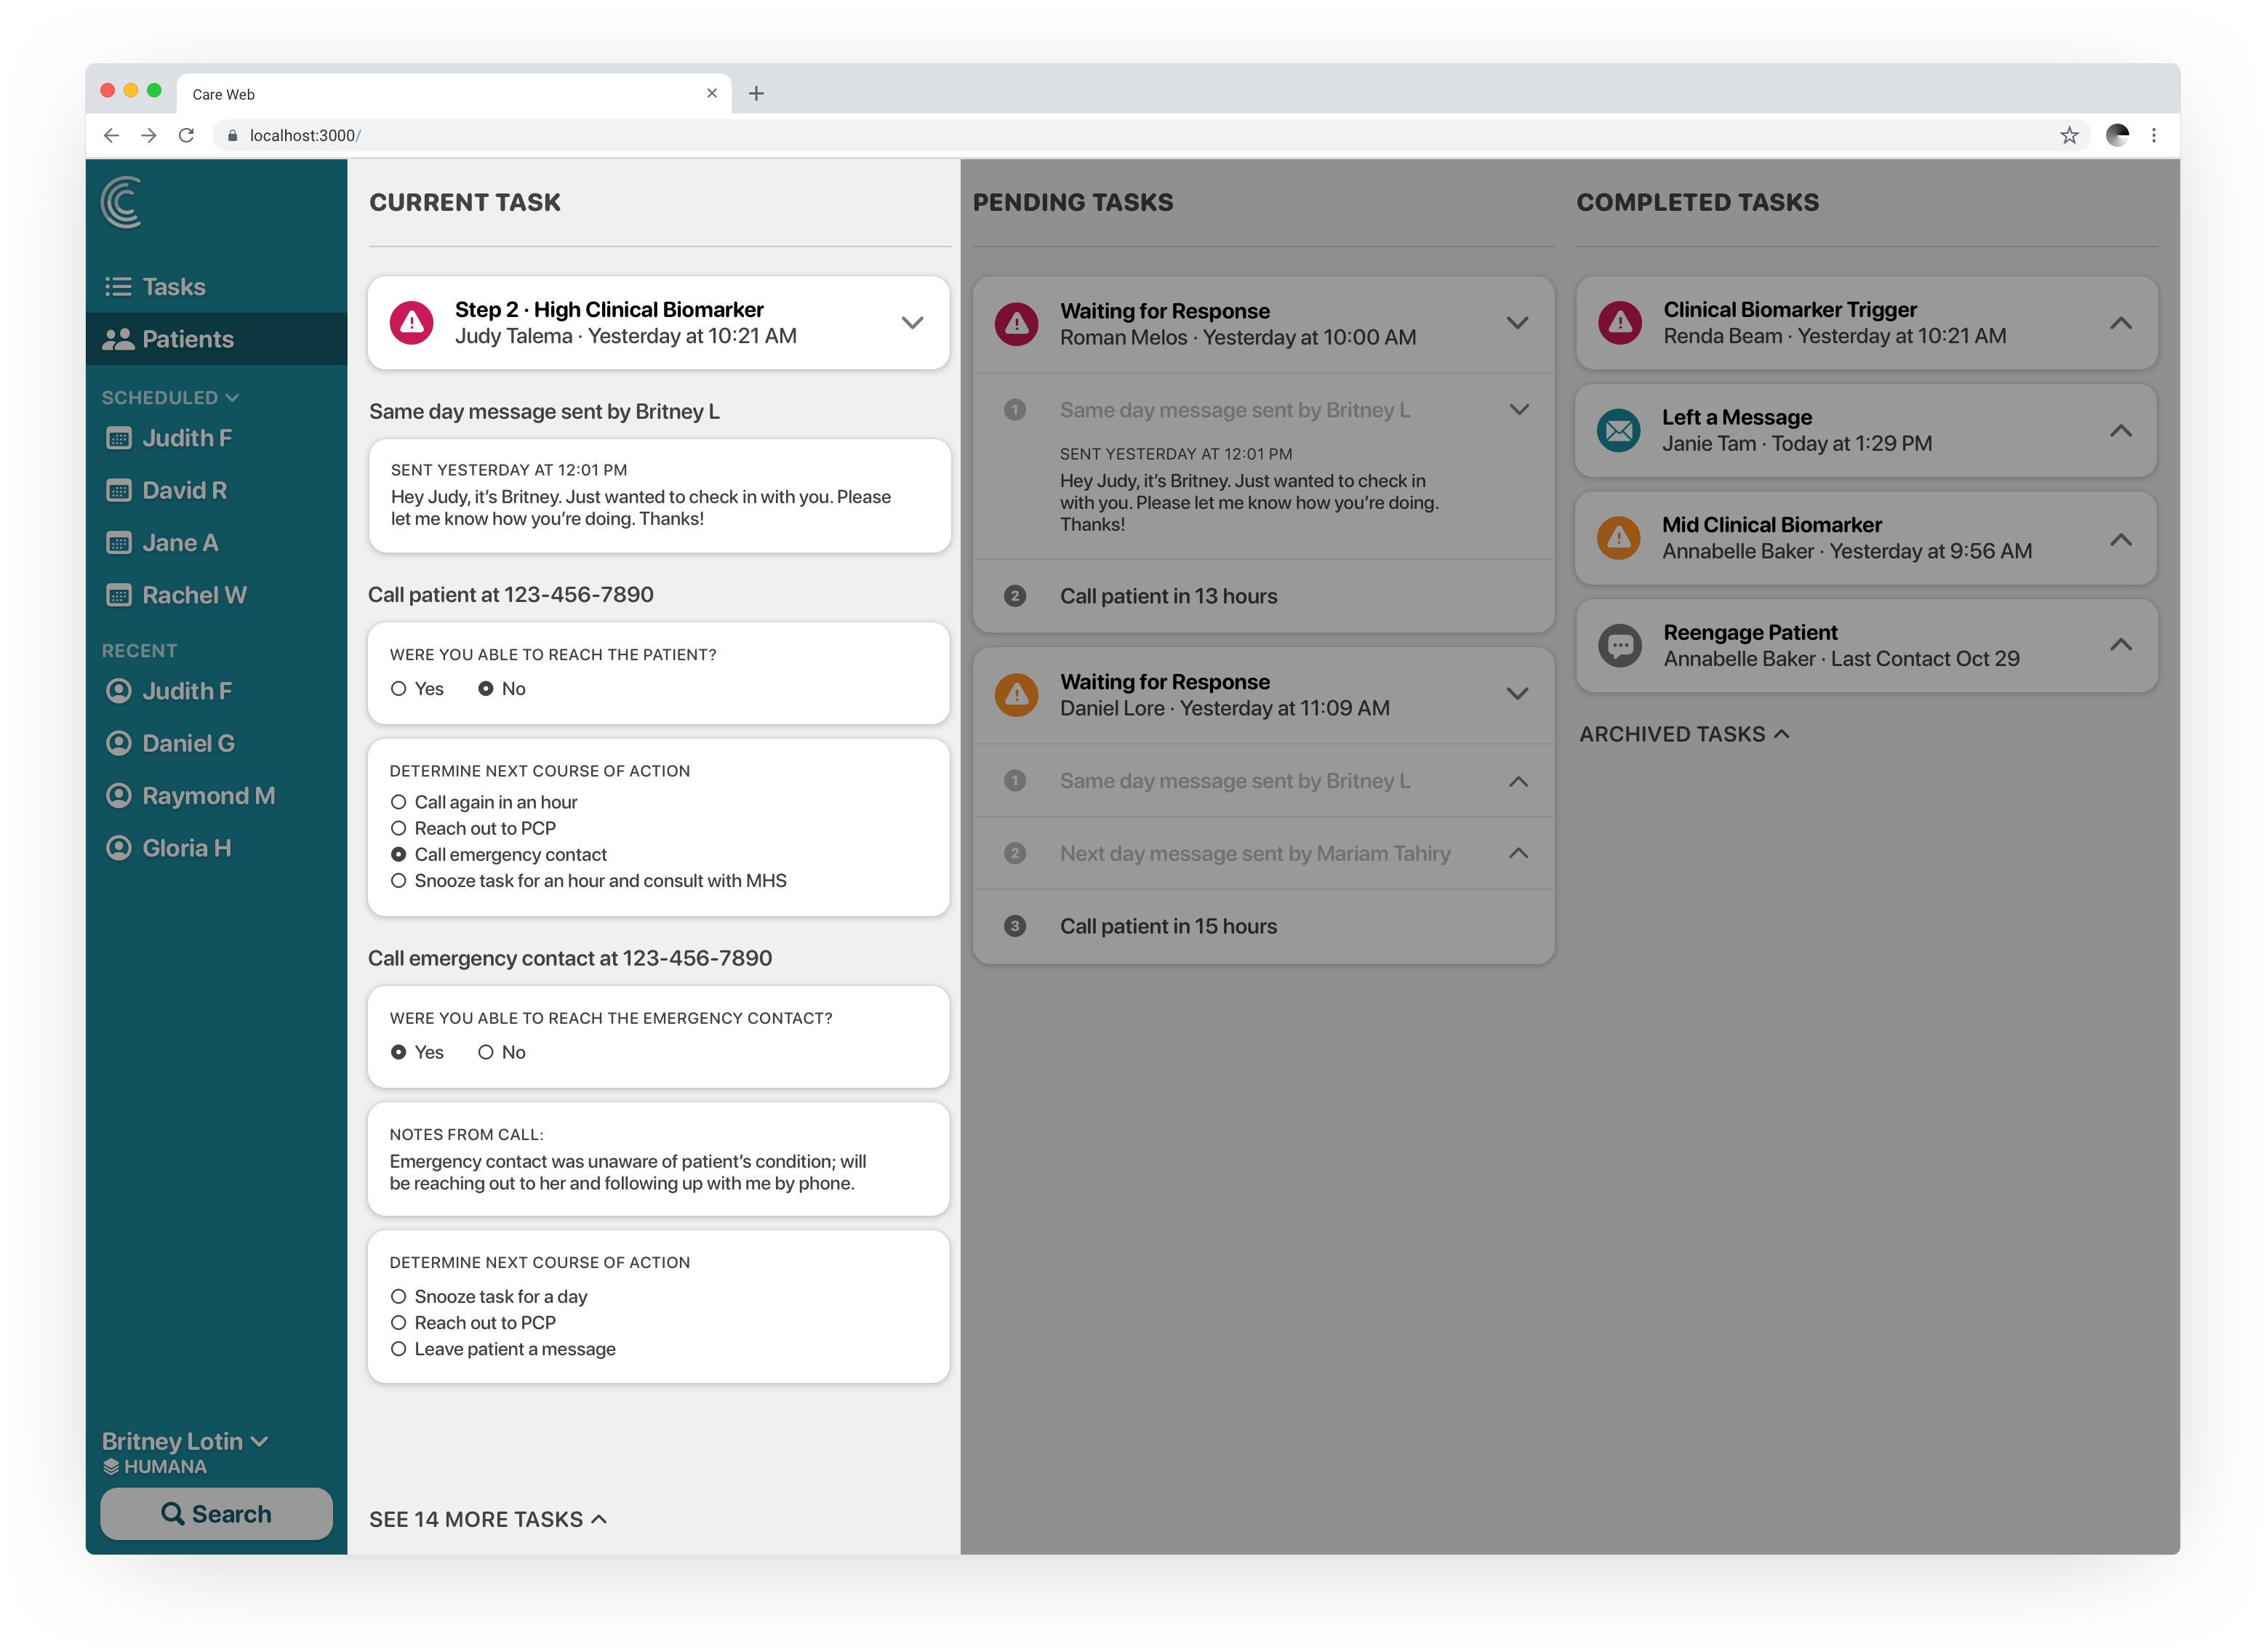 Care Web
localhost:3000/
Tasks
Patients
SCHEDULED
Judith F
David R
Jane A
Rachel W
RECENT
Judith F
Daniel G
Raymond M
Gloria H
Britney Lotin
HUMANA
Search
CURRENT TASK
Step 2 · High Clinical Biomarker
Judy Talema · Yesterday at 10:21 AM
Same day message sent by Britney L
SENT YESTERDAY AT 12:01 PM
Hey Judy, it’s Britney. Just wanted to check in with you. Please
let me know how you’re doing. Thanks!
Call patient at 123-456-7890
WERE YOU ABLE TO REACH THE PATIENT?
Yes No
DETERMINE NEXT COURSE OF ACTION
Call again in an hour
Reach out to PCP
Call emergency contact
Snooze task for an hour and consult with MHS
Call emergency contact at 123-456-7890
WERE YOU ABLE TO REACH THE EMERGENCY CONTACT?
Yes No
NOTES FROM CALL:
Emergency contact was unaware of patient’s condition; will
be reaching out to her and following up with me by phone.
DETERMINE NEXT COURSE OF ACTION
Snooze task for a day
Reach out to PCP
Leave patient a message
SEE 14 MORE TASKS
PENDING TASKS
Waiting for Response
Roman Melos · Yesterday at 10:00 AM
1 Same day message sent by Britney L
SENT YESTERDAY AT 12:01 PM
Hey Judy, it’s Britney. Just wanted to check in
with you. Please let me know how you’re doing.
Thanks!
2 Call patient in 13 hours
Waiting for Response
Daniel Lore · Yesterday at 11:09 AM
1 Same day message sent by Britney L
2 Next day message sent by Mariam Tahiry
3 Call patient in 15 hours
COMPLETED TASKS
Clinical Biomarker Trigger
Renda Beam · Yesterday at 10:21 AM
Left a Message
Janie Tam · Today at 1:29 PM
Mid Clinical Biomarker
Annabelle Baker · Yesterday at 9:56 AM
Reengage Patient
Annabelle Baker · Last Contact Oct 29
ARCHIVED TASKS